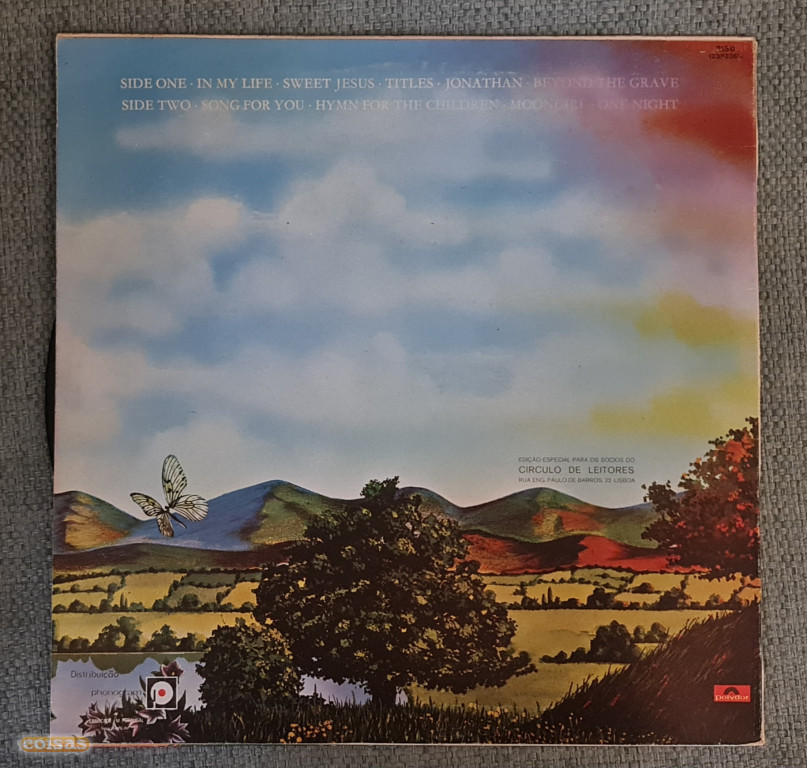 SIDE ONE · IN MY LIFE · SWEET JESUS · TITLES · JONATHAN · BEYOND THE GRAVE
SIDE TWO · SONG FOR YOU · HYMN FOR THE CHILDREN · MOONGIRL · ONE NIGHT
EDIÇÃO ESPECIAL PARA OS SÓCIOS DO
CIRCULO DE LEITORES
RUA ENG. PAULO DE BARROS, 22 LISBOA
Distribuição
phonogram
p
polydor
coisas